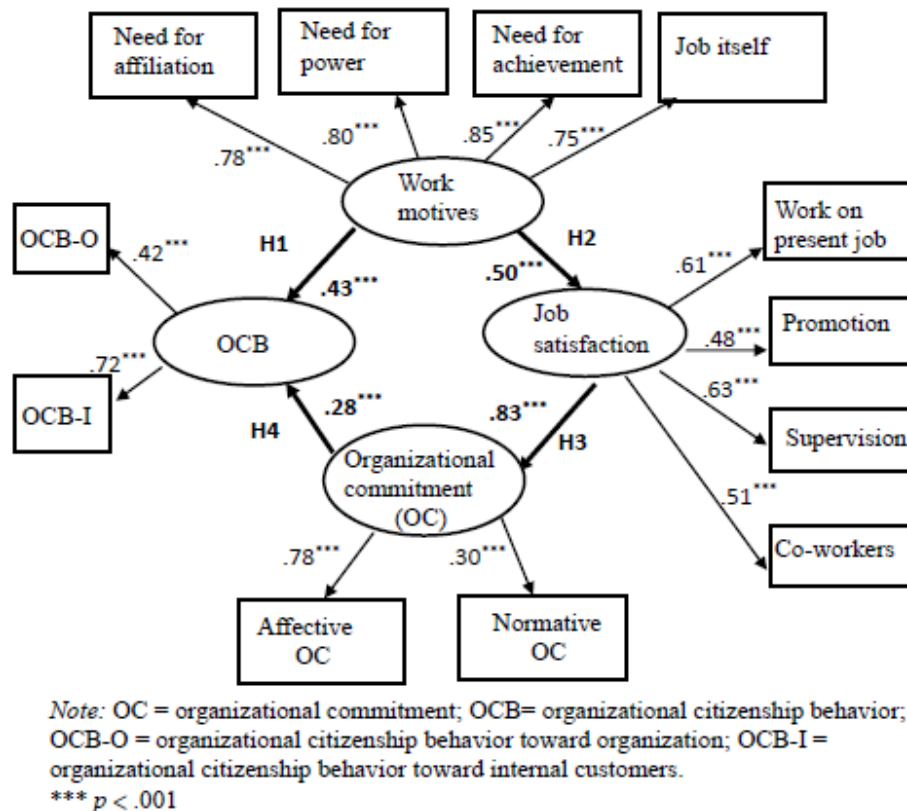 Need for
affiliation
Need for
power
Need for
achievement
Job itself
.78***
.80***
.85***
.75***
Work
motives
OCB-O
.42***
H1
.43***
H2
.50***
Work on
present job
.61***
OCB
Job
satisfaction
Promotion
.48***
OCB-I
.72***
H4
.28***
.83***
H3
.63***
Supervision
Organizational
commitment
(OC)
.51***
Co-workers
.78***
.30***
Affective
OC
Normative
OC
Note: OC = organizational commitment; OCB= organizational citizenship behavior;
OCB-O = organizational citizenship behavior toward organization; OCB-I =
organizational citizenship behavior toward internal customers.
*** p < .001